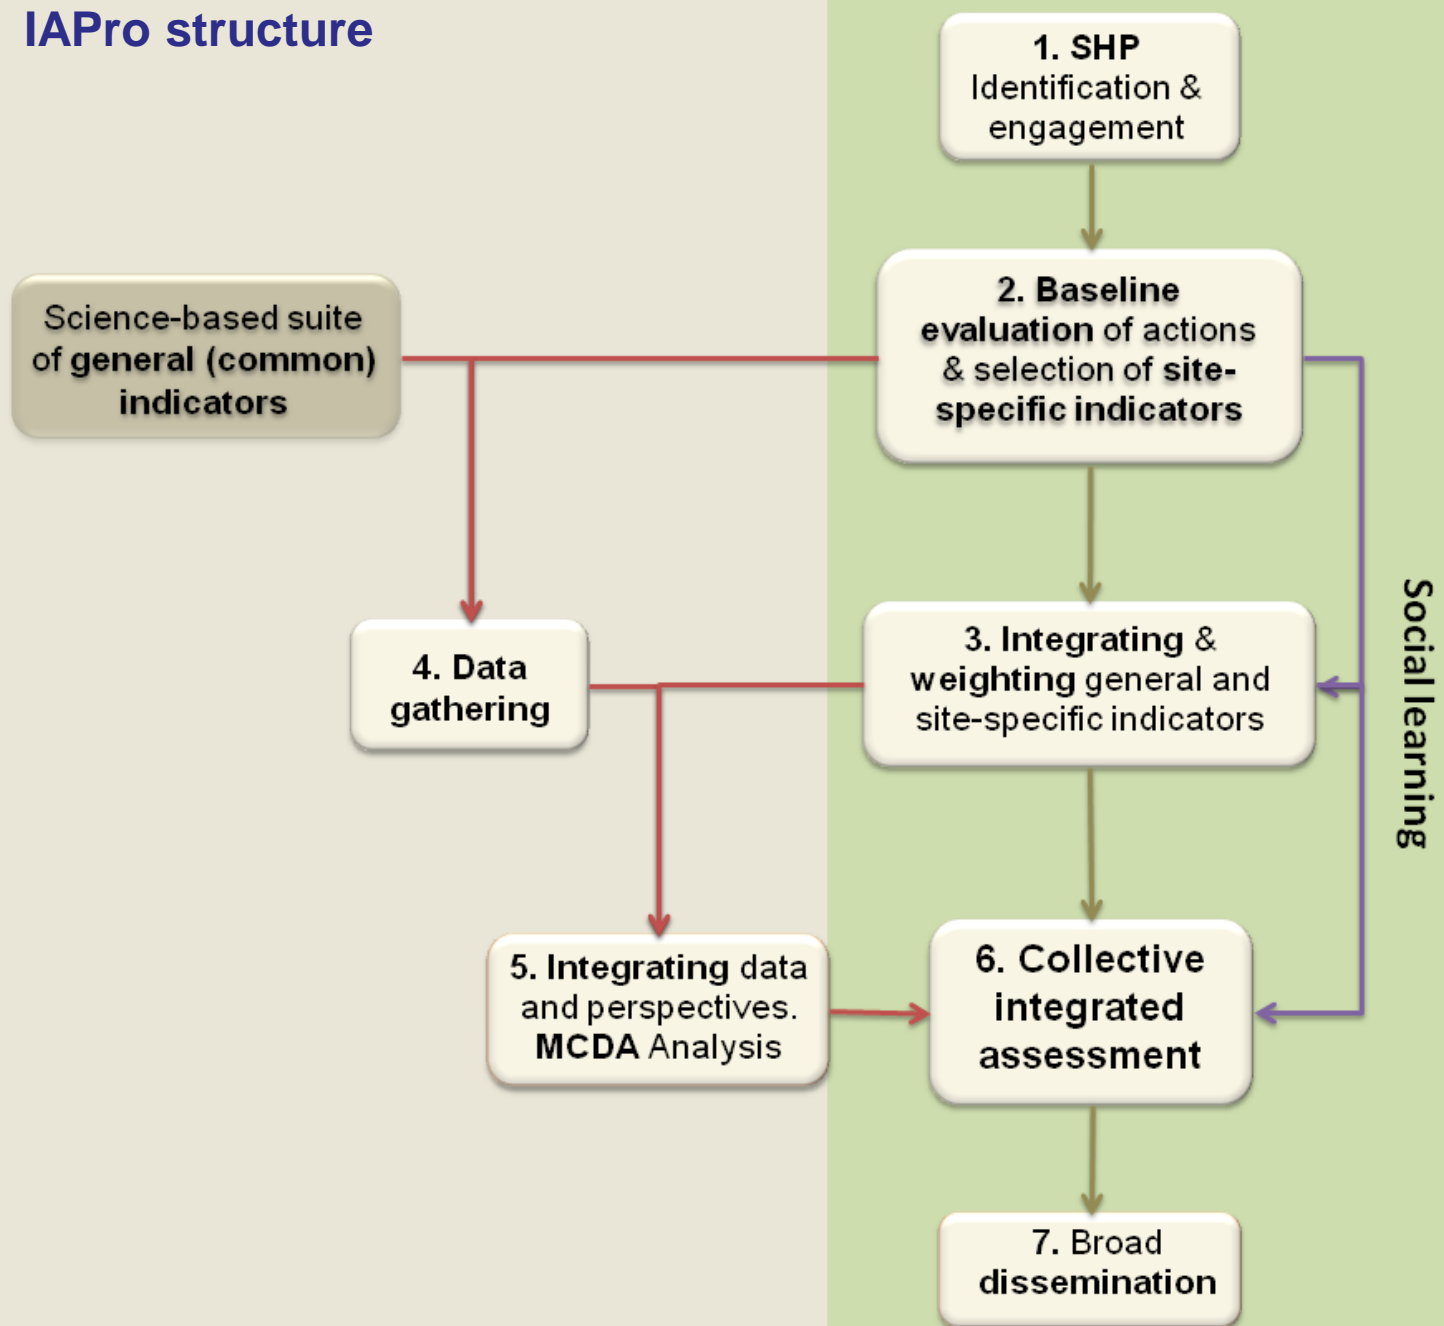 IAPro structure
1. SHP
Identification &
engagement
2. Baseline
evaluation of actions
& selection of site-
specific indicators
Science-based suite
of general (common)
indicators
3. Integrating &
weighting general and
site-specific indicators
4. Data
gathering
5. Integrating data
and perspectives.
MCDA Analysis
6. Collective
integrated
assessment
7. Broad
dissemination
Social learning